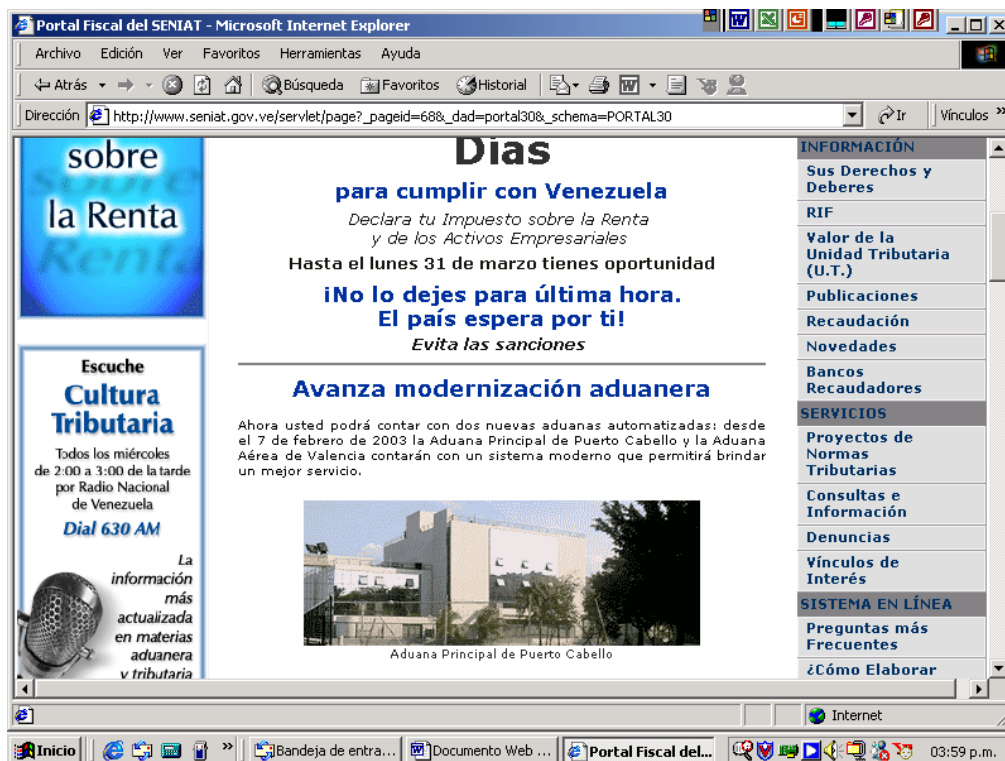 Portal Fiscal del SENIAT - Microsoft Internet Explorer
Archivo Edición Ver Favoritos Herramientas Ayuda
Atrás Búsqueda Favoritos Historial
Dirección http://www.seniat.gov.ve/servlet/page?_pageid=68&_dad=portal30&_schema=PORTAL30 Ir Vínculos »
sobre
la Renta
Renta
Escuche
Cultura
Tributaria
Todos los miércoles
de 2:00 a 3:00 de la tarde
por Radio Nacional
de Venezuela
Dial 630 AM
La
información
más
actualizada
en materias
aduanera
y tributaria
Días
para cumplir con Venezuela
Declara tu Impuesto sobre la Renta
y de los Activos Empresariales
Hasta el lunes 31 de marzo tienes oportunidad
¡No lo dejes para última hora.
El país espera por ti!
Evita las sanciones
Avanza modernización aduanera
Ahora usted podrá contar con dos nuevas aduanas automatizadas: desde
el 7 de febrero de 2003 la Aduana Principal de Puerto Cabello y la Aduana
Aérea de Valencia contarán con un sistema moderno que permitirá brindar
un mejor servicio.
Aduana Principal de Puerto Cabello
INFORMACIÓN
Sus Derechos y
Deberes
RIF
Valor de la
Unidad Tributaria
(U.T.)
Publicaciones
Recaudación
Novedades
Bancos
Recaudadores
SERVICIOS
Proyectos de
Normas
Tributarias
Consultas e
Información
Denuncias
Vínculos de
Interés
SISTEMA EN LÍNEA
Preguntas más
Frecuentes
¿Cómo Elaborar
Internet
Inicio » Bandeja de entra... Documento Web ... Portal Fiscal del... 03:59 p.m.